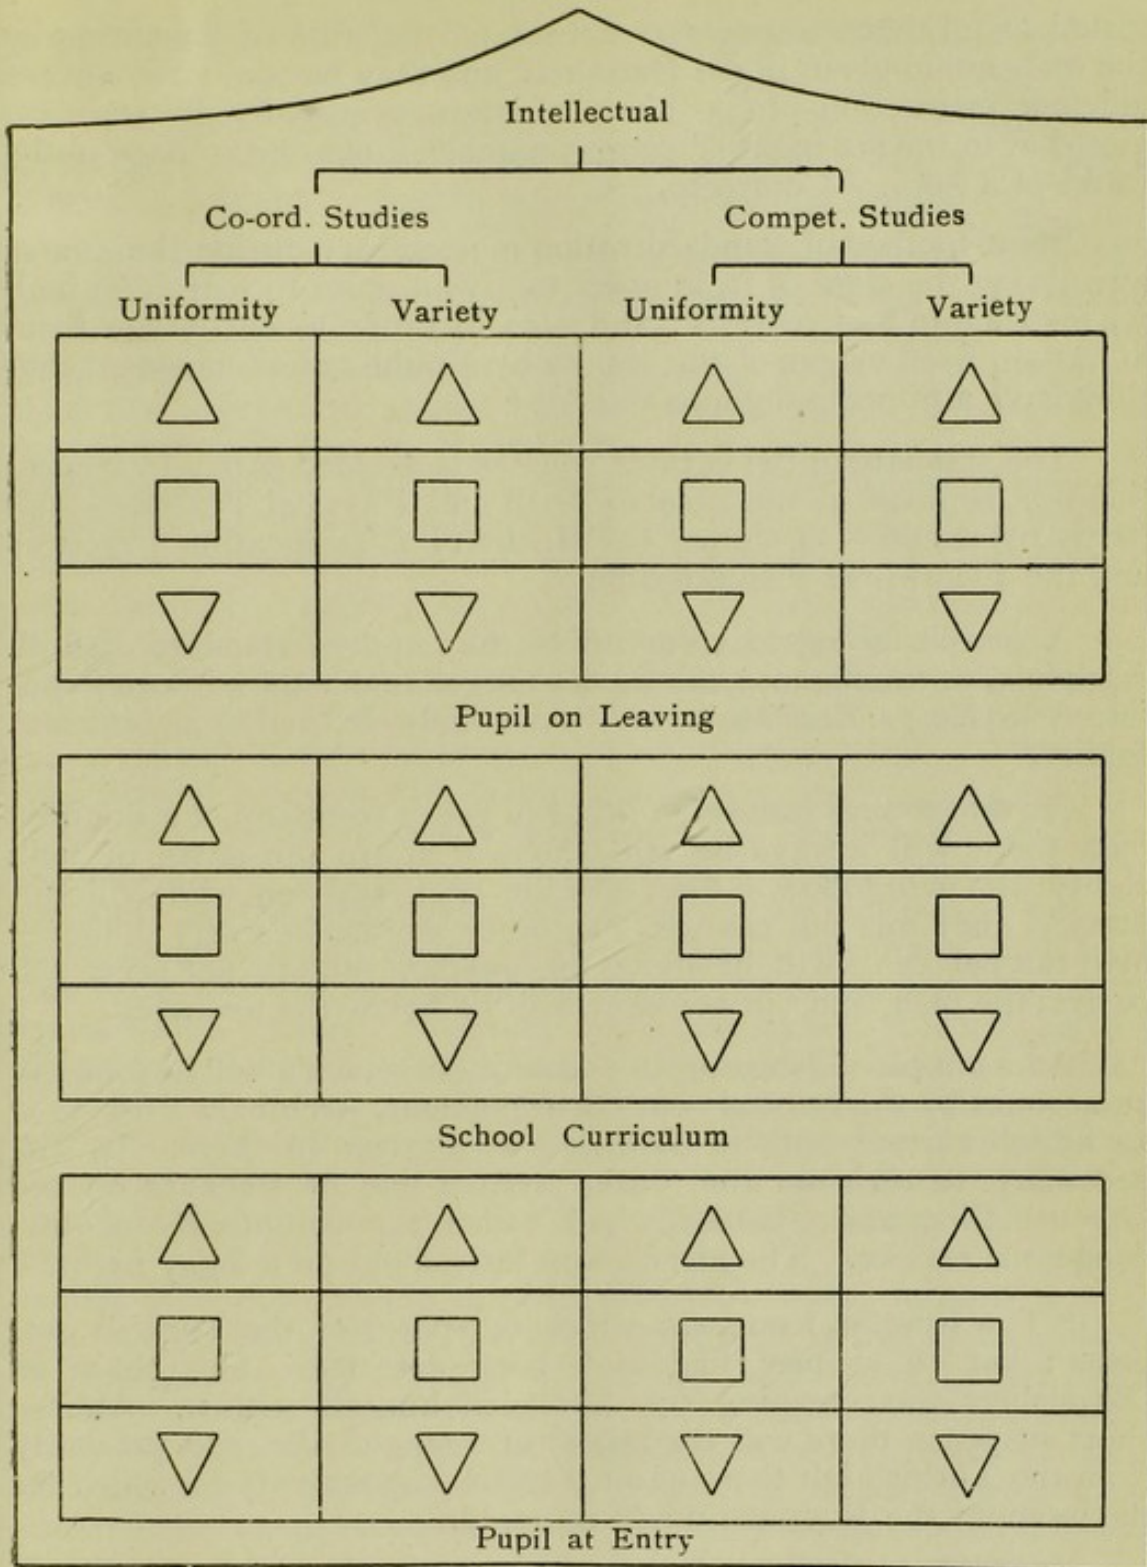 Intellectual
Co-ord. Studies Compet. Studies
Uniformity Variety Uniformity Variety
Pupil on Leaving
School Curriculum
Pupil at Entry